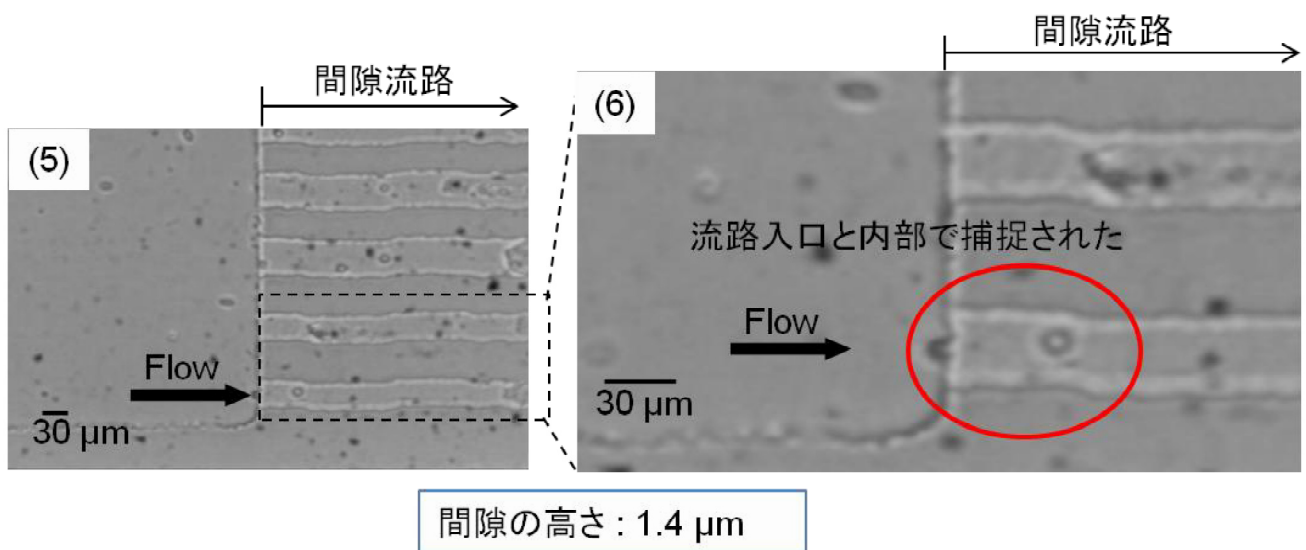 間隙流路
(5)
Flow
30 μm
間隙流路
(6)
流路入口と内部で捕捉された
Flow
30 μm
間隙の高さ : 1.4 μm